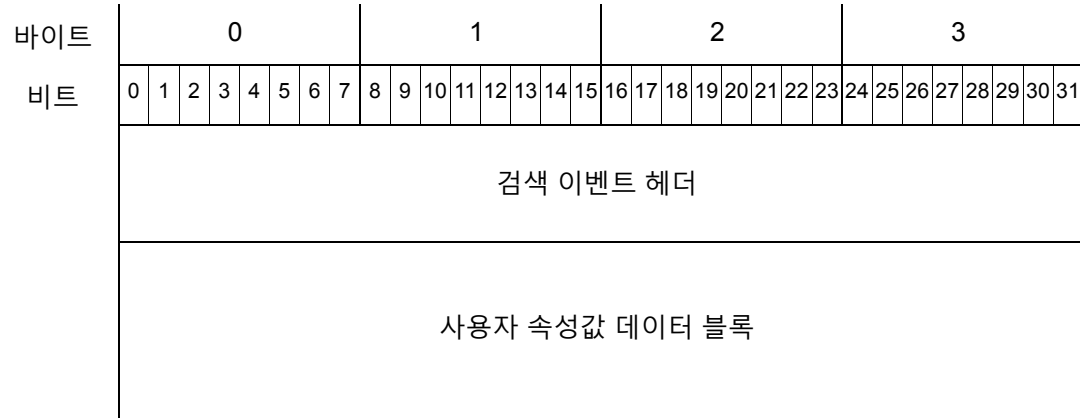 바이트 0 1 2 3
비트 0 1 2 3 4 5 6 7 8 9 10 11 12 13 14 15 16 17 18 19 20 21 22 23 24 25 26 27 28 29 30 31
검색 이벤트 헤더
사용자 속성값 데이터 블록